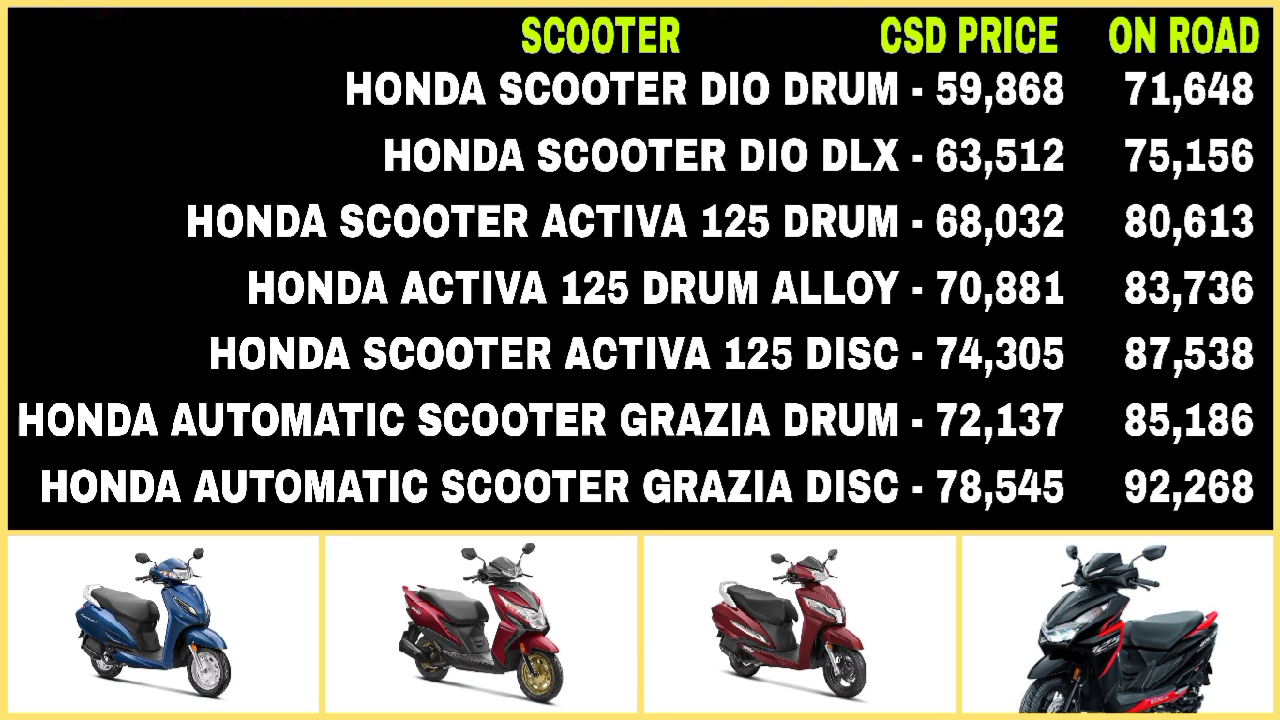 SCOOTER CSD PRICE ON ROAD
HONDA SCOOTER DIO DRUM - 59,868 71,648
HONDA SCOOTER DIO DLX - 63,512 75,156
HONDA SCOOTER ACTIVA 125 DRUM - 68,032 80,613
HONDA ACTIVA 125 DRUM ALLOY - 70,881 83,736
HONDA SCOOTER ACTIVA 125 DISC - 74,305 87,538
HONDA AUTOMATIC SCOOTER GRAZIA DRUM - 72,137 85,186
HONDA AUTOMATIC SCOOTER GRAZIA DISC - 78,545 92,268